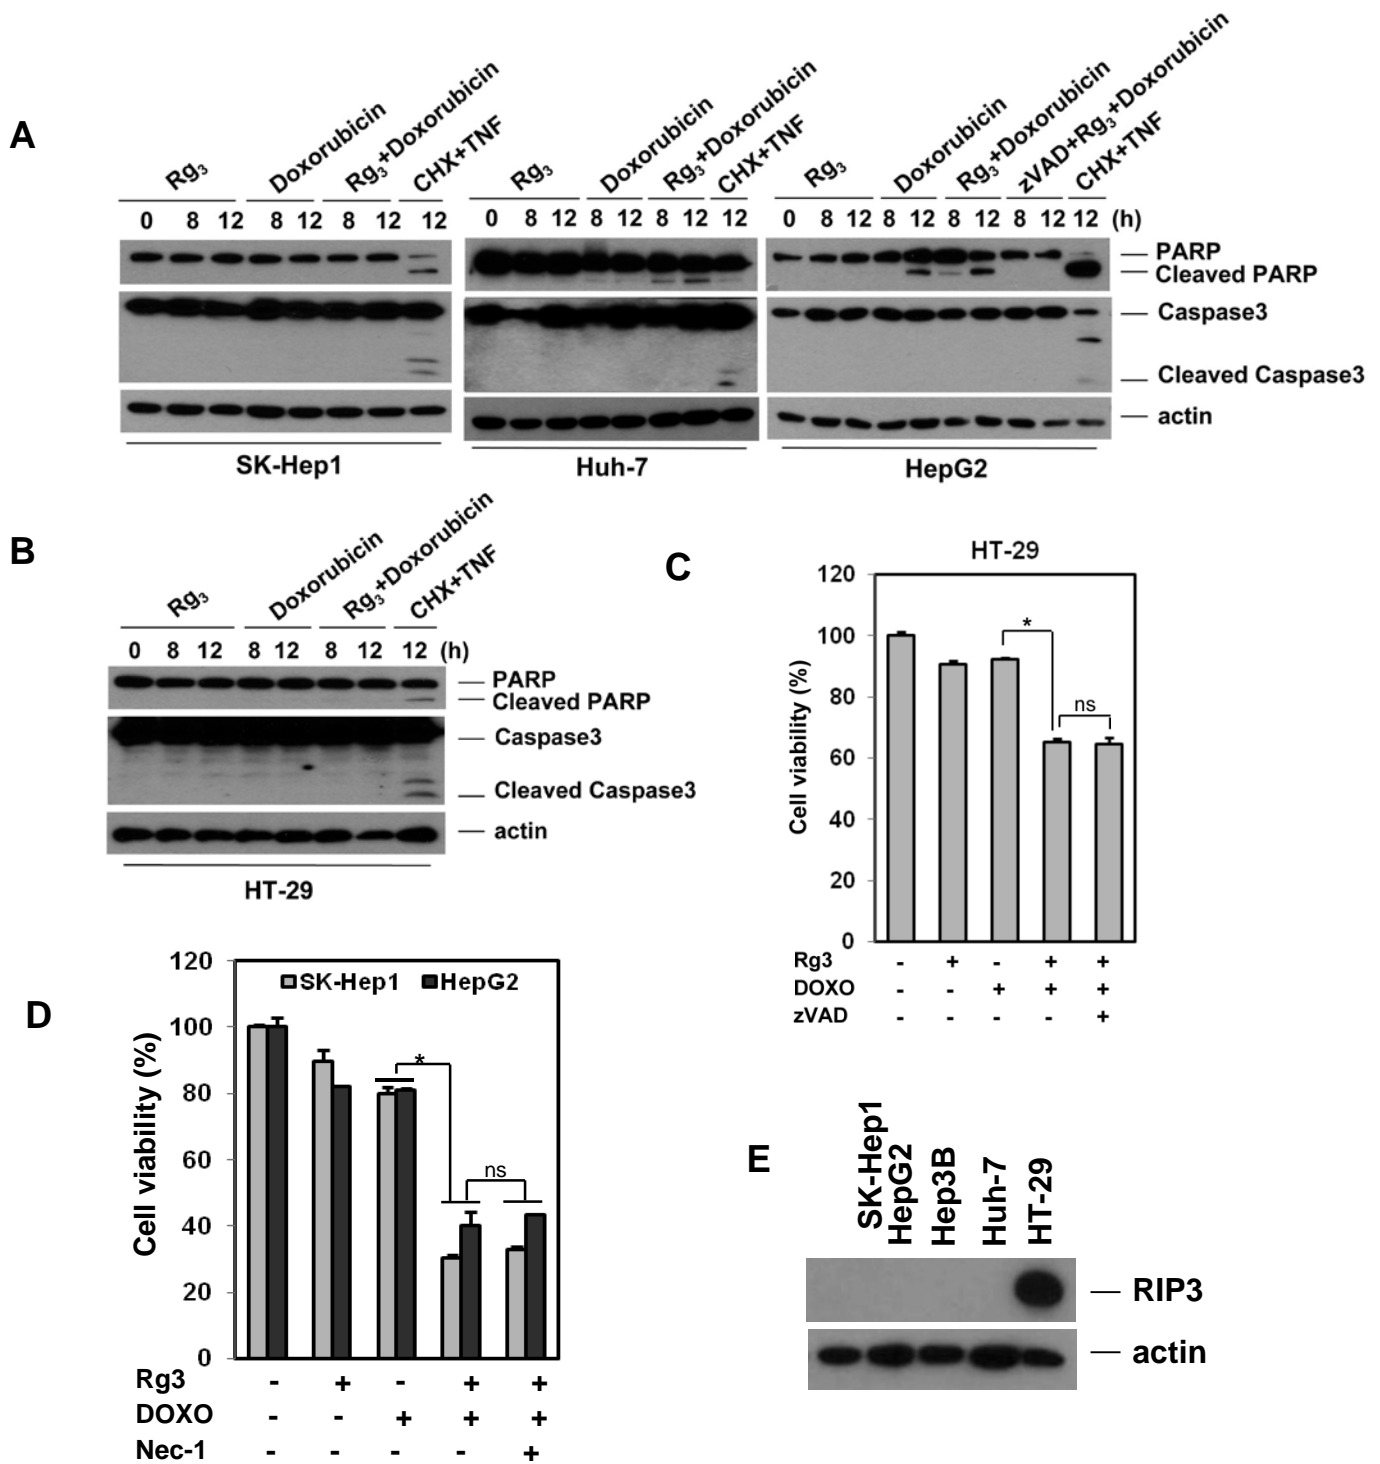 A
Rg3 Doxorubicin Rg3+Doxorubicin CHX+TNF Rg3 Doxorubicin Rg3+Doxorubicin CHX+TNF Rg3 Doxorubicin Rg3+Doxorubicin zVAD+Rg3+Doxorubicin CHX+TNF
0 8 12 8 12 8 12 12 0 8 12 8 12 8 12 12 0 8 12 8 12 8 12 8 12 12 (h)
PARP
Cleaved PARP
Caspase3
Cleaved Caspase3
actin
SK-Hep1 Huh-7 HepG2
B
Rg3 Doxorubicin Rg3+Doxorubicin CHX+TNF
0 8 12 8 12 8 12 12 (h)
PARP
Cleaved PARP
Caspase3
Cleaved Caspase3
actin
HT-29
C
HT-29
Cell viability (%)
120
100
80
60
40
20
0
*
ns
Rg3 - + - + +
DOXO - - + + +
zVAD - - - - +
D
SK-Hep1 HepG2
Cell viability (%)
120
100
80
60
40
20
0
*
ns
Rg3 - + - + +
DOXO - - + + +
Nec-1 - - - - +
E
SK-Hep1 HepG2 Hep3B Huh-7 HT-29
RIP3
actin